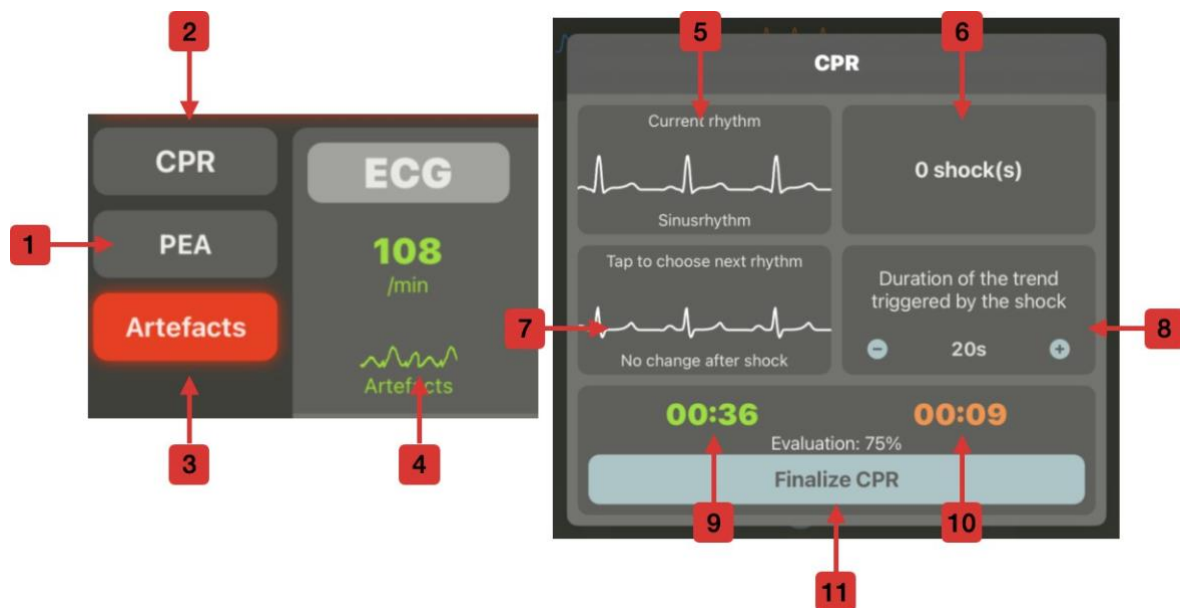 2
5
6
CPR
CPR
ECG
Current rhythm
0 shock(s)
Sinusrhythm
1
PEA
108
/min
Tap to choose next rhythm
Duration of the trend
triggered by the shock
7
8
Artefacts
20s
No change after shock
Artefacts
00:36
00:09
3
4
Evaluation: 75%
Finalize CPR
9
10
11